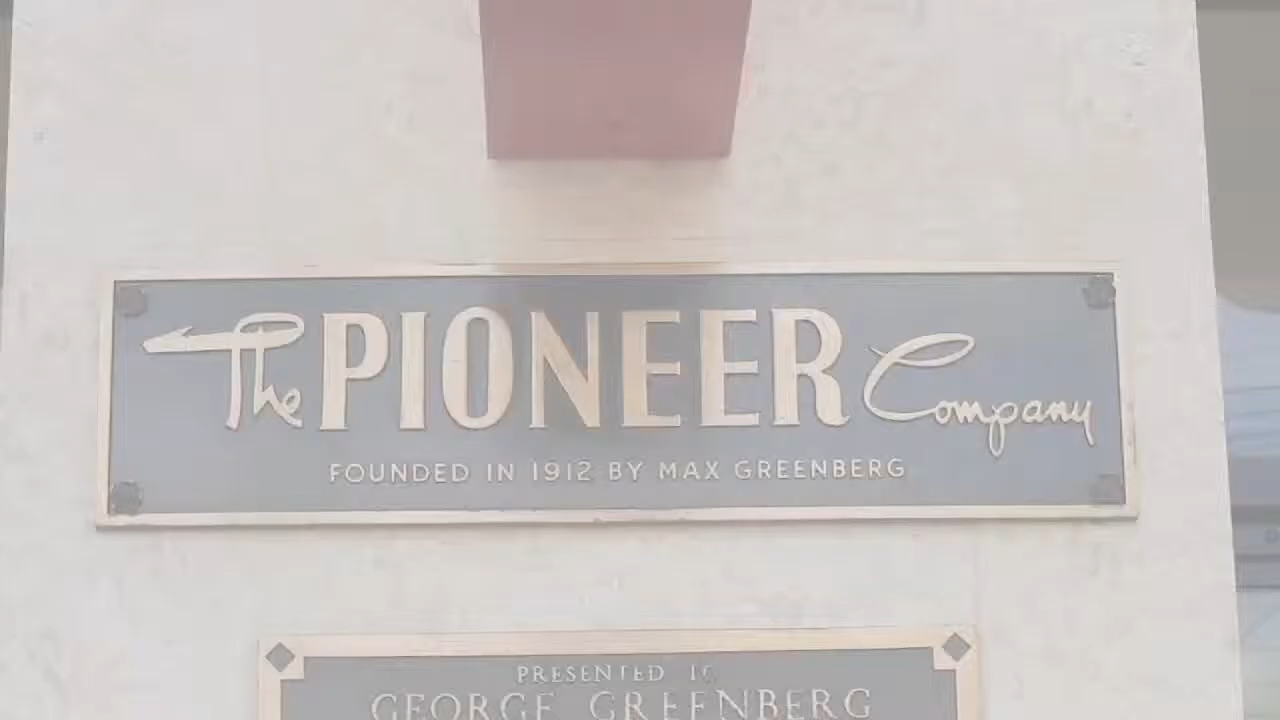 The PIONEER Company
FOUNDED IN 1912 BY MAX GREENBERG
PRESENTED TO
GEORGE GREENBERG